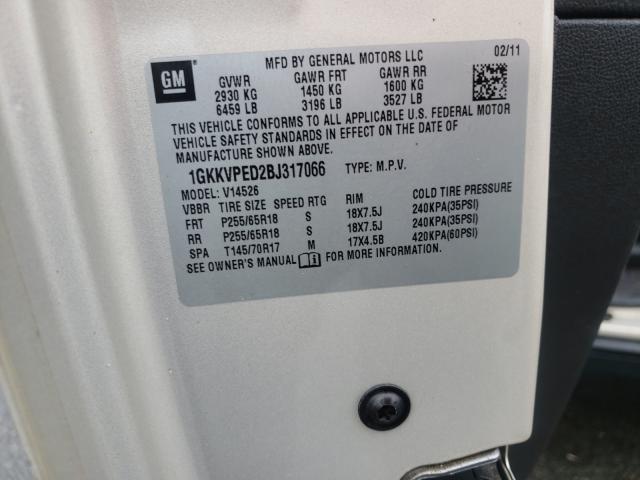 GM
MFD BY GENERAL MOTORS LLC 02/11
GVWR GAWR FRT GAWR RR
2930 KG 1450 KG 1600 KG
6459 LB 3196 LB 3527 LB
THIS VEHICLE CONFORMS TO ALL APPLICABLE U.S. FEDERAL MOTOR
VEHICLE SAFETY STANDARDS IN EFFECT ON THE DATE OF
MANUFACTURE SHOWN ABOVE.
1GKKVPED2BJ317066 TYPE: M.P.V.
MODEL: V14526
VBBR TIRE SIZE SPEED RTG RIM COLD TIRE PRESSURE
FRT P255/65R18 S 18X7.5J 240KPA(35PSI)
RR P255/65R18 S 18X7.5J 240KPA(35PSI)
SPA T145/70R17 M 17X4.5B 420KPA(60PSI)
SEE OWNER'S MANUAL FOR MORE INFORMATION.